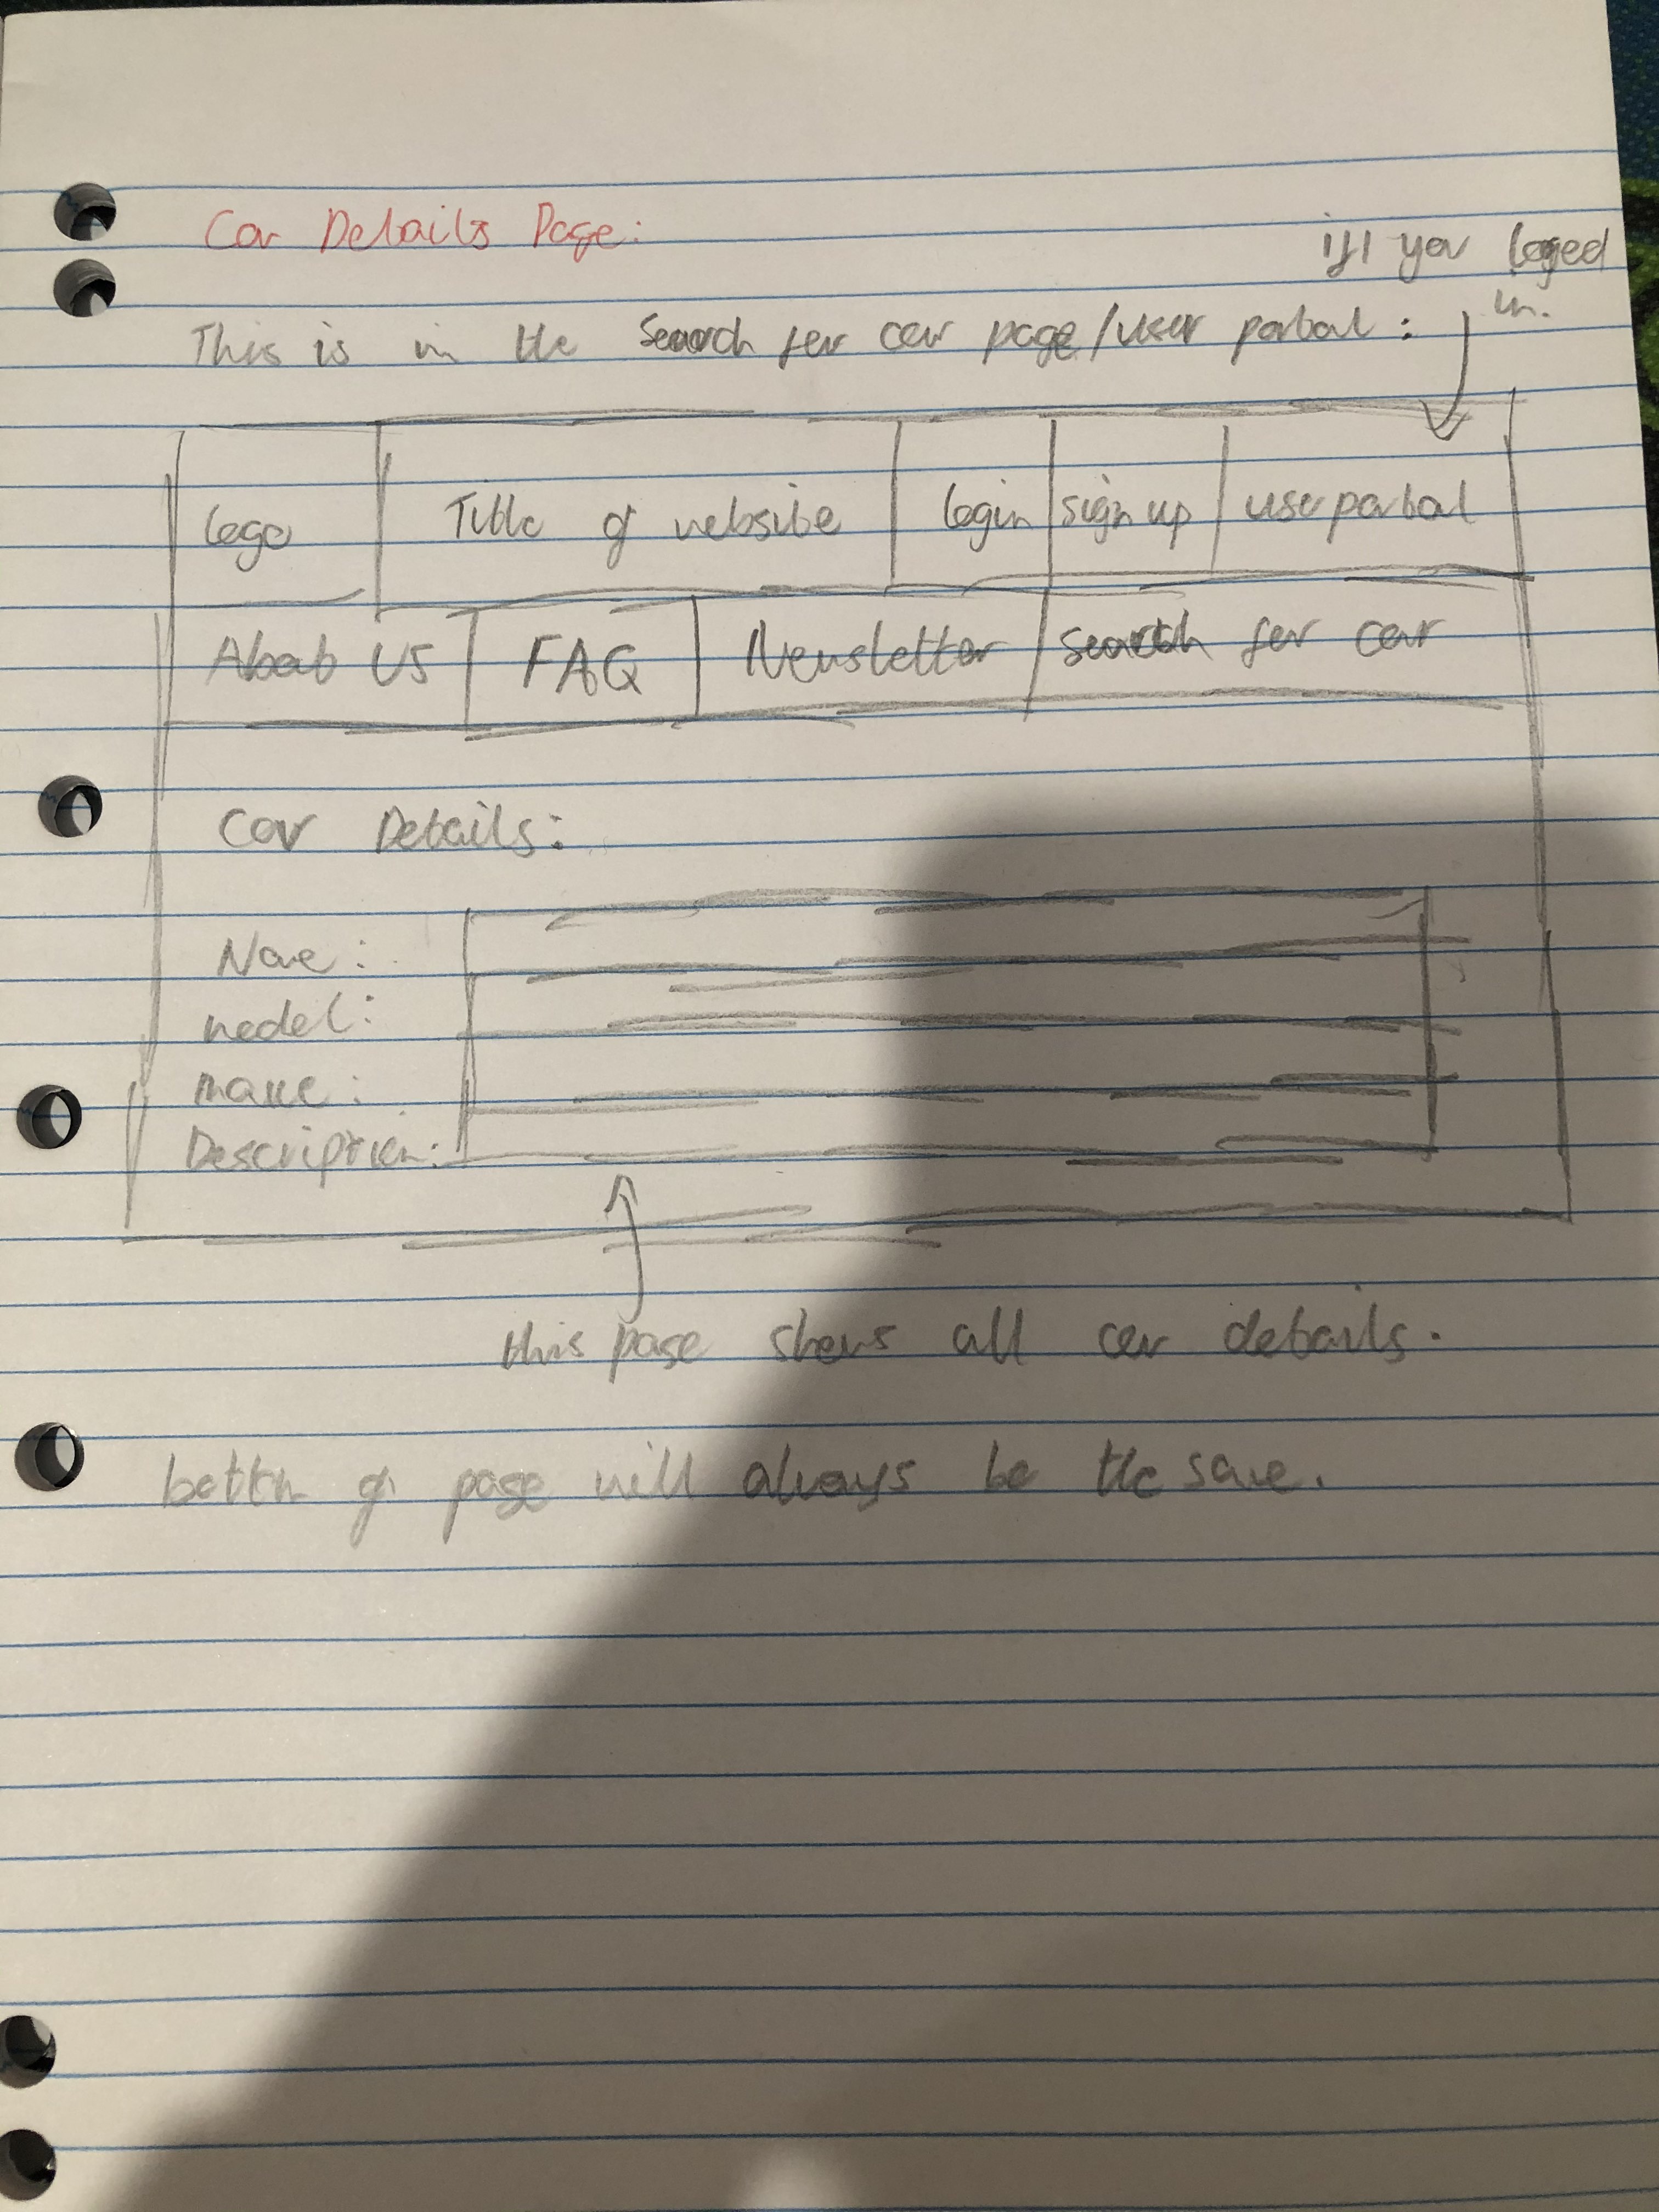 Car Details Page:
if you loged
in.
This is in the Search for car page/user portal:
logo
Title of website
login
sign up
user portal
About US
FAQ
Newsletter
Search for car
Car Details:
Name:
model:
make:
Description:
this page shows all car details.
bottom of page will always be the same.